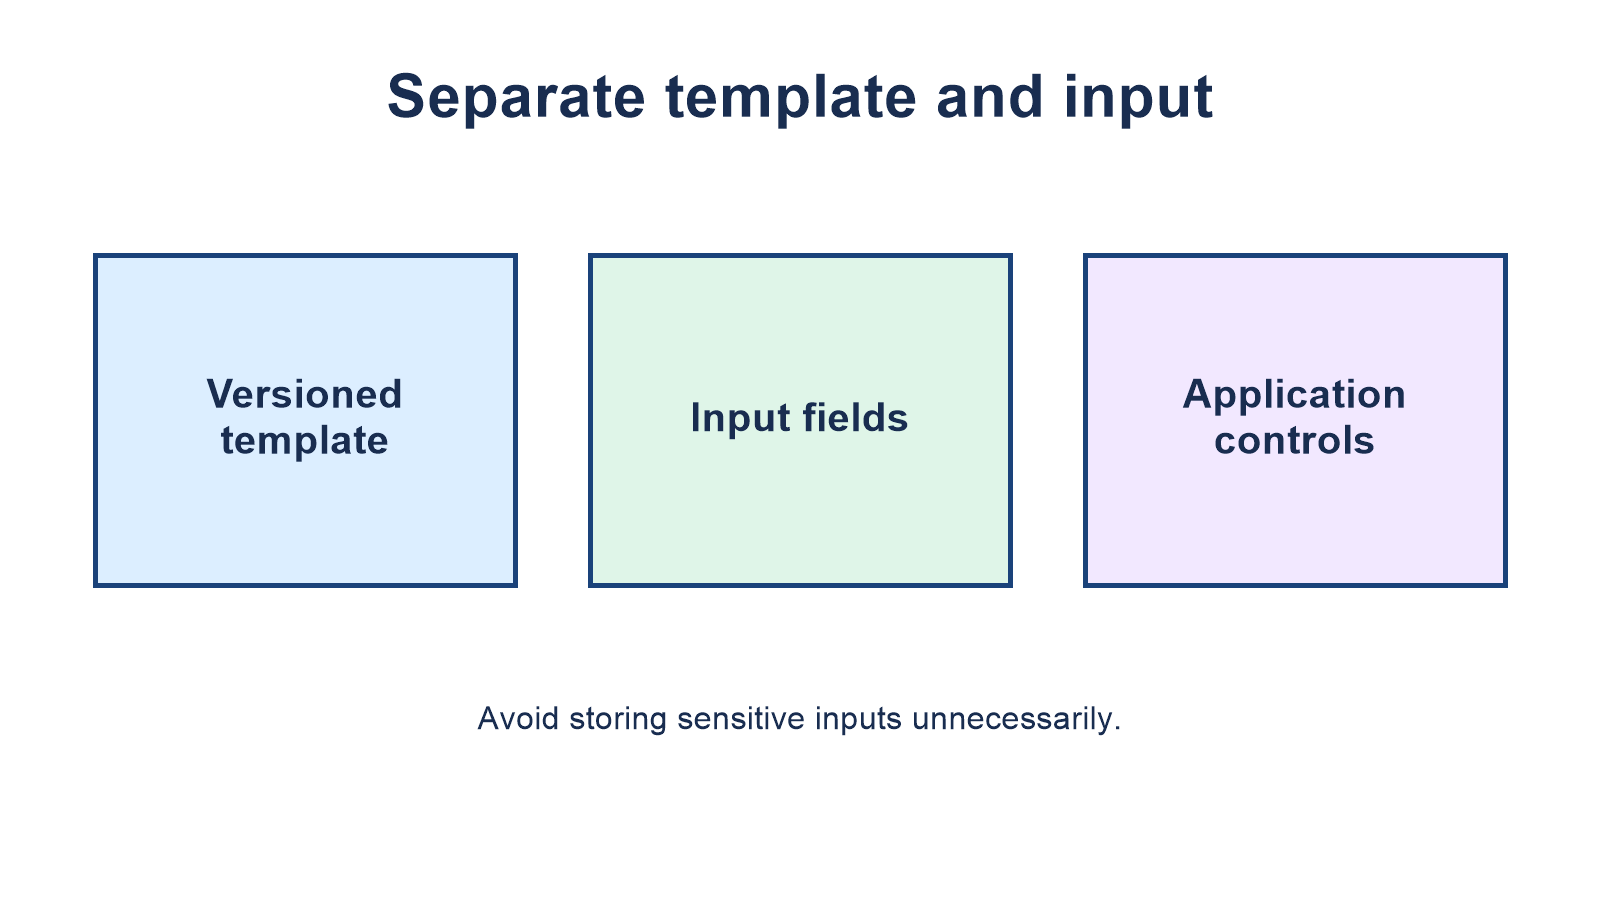 Separate template and input
Versioned
template
Input fields
Application
controls
Avoid storing sensitive inputs unnecessarily.